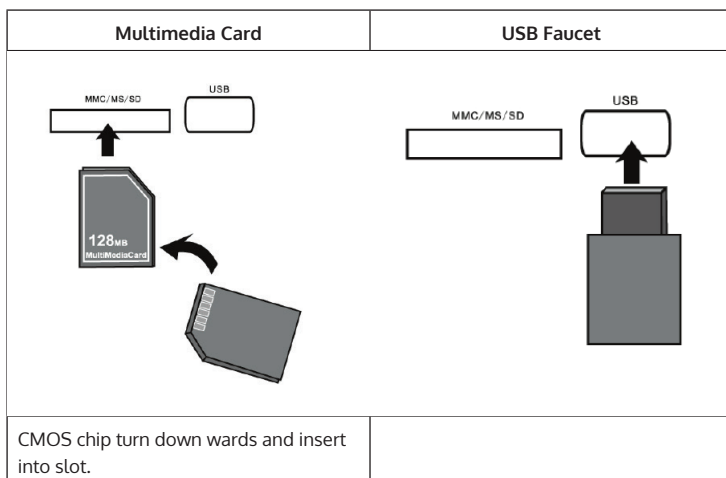 Multimedia Card
USB Faucet
USB
MMC/MS/SD
128MB
MultiMediaCard
USB
MMC/MS/SD
CMOS chip turn down wards and insert
into slot.